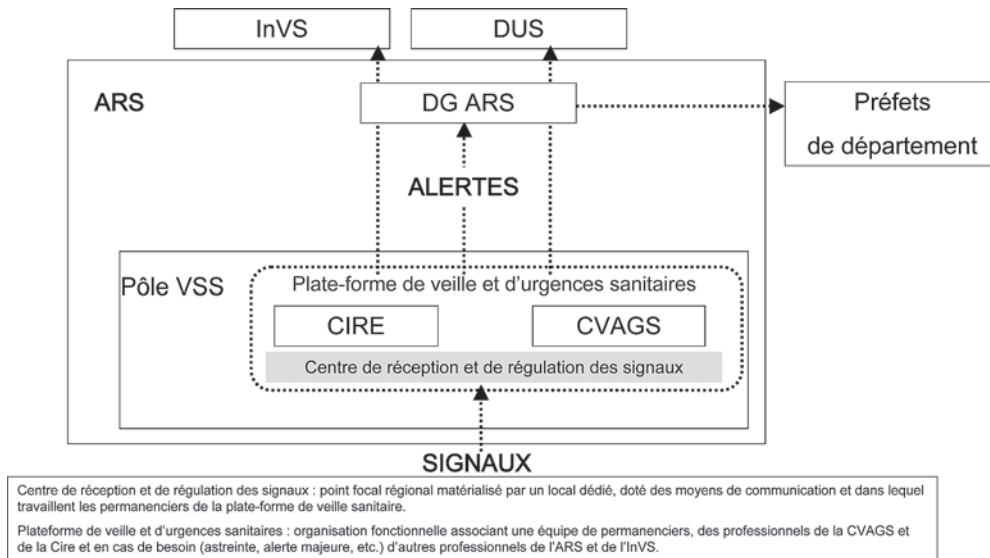 InVS
DUS
ARS
DG ARS
Préfets
de département
ALERTES
Pôle VSS
Plate-forme de veille et d'urgences sanitaires
CIRE
CVAGS
Centre de réception et de régulation des signaux
SIGNAUX
Centre de réception et de régulation des signaux : point focal régional matérialisé par un local dédié, doté des moyens de communication et dans lequel
travaillent les permanenciers de la plate-forme de veille sanitaire.
Plateforme de veille et d'urgences sanitaires : organisation fonctionnelle associant une équipe de permanenciers, des professionnels de la CVAGS et
de la Cire et en cas de besoin (astreinte, alerte majeure, etc.) d'autres professionnels de l'ARS et de l'InVS.